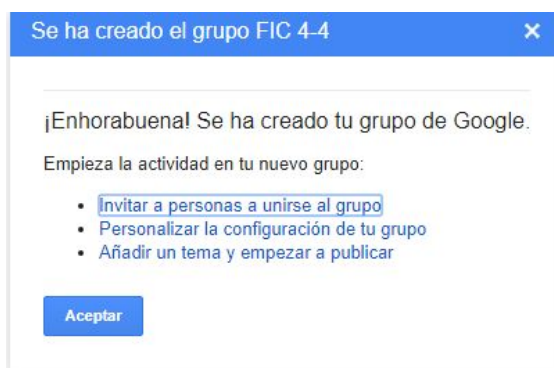 Se ha creado el grupo FIC 4-4
¡Enhorabuena! Se ha creado tu grupo de Google.
Empieza la actividad en tu nuevo grupo:
Invitar a personas a unirse al grupo
Personalizar la configuración de tu grupo
Añadir un tema y empezar a publicar
Aceptar